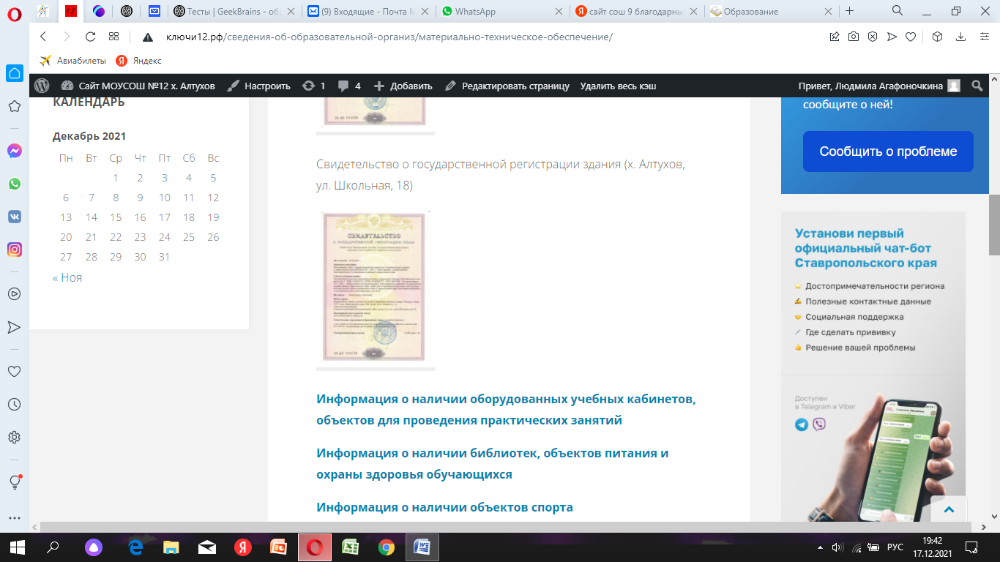 Тесты | GeekBrains - обр
(9) Входящие - Почта M
WhatsApp
сайт сош 9 благодарны
Образование
ключи12.рф/сведения-об-образовательной-организ/материально-техническое-обеспечение/
Авиабилеты
Яндекс
Сайт МОУСОШ №12 х. Алтухов
Настроить
1
4
Добавить
Редактировать страницу
Удалить весь кэш
Привет, Людмила Агафоночкина
КАЛЕНДАРЬ
Декабрь 2021
Пн Вт Ср Чт Пт Сб Вс
1 2 3 4 5
6 7 8 9 10 11 12
13 14 15 16 17 18 19
20 21 22 23 24 25 26
27 28 29 30 31
« Ноя
Свидетельство о государственной регистрации здания (х. Алтухов,
ул. Школьная, 18)
СВИДЕТЕЛЬСТВО
О ГОСУДАРСТВЕННОЙ РЕГИСТРАЦИИ ПРАВА
Информация о наличии оборудованных учебных кабинетов,
объектов для проведения практических занятий
Информация о наличии библиотек, объектов питания и
охраны здоровья обучающихся
Информация о наличии объектов спорта
сообщите о ней!
Сообщить о проблеме
Установи первый
официальный чат-бот
Ставропольского края
Достопримечательности региона
Полезные контактные данные
Социальная поддержка
Где сделать прививку
Решение вашей проблемы
Доступен
в Telegram и Viber
РУС
19:42
17.12.2021